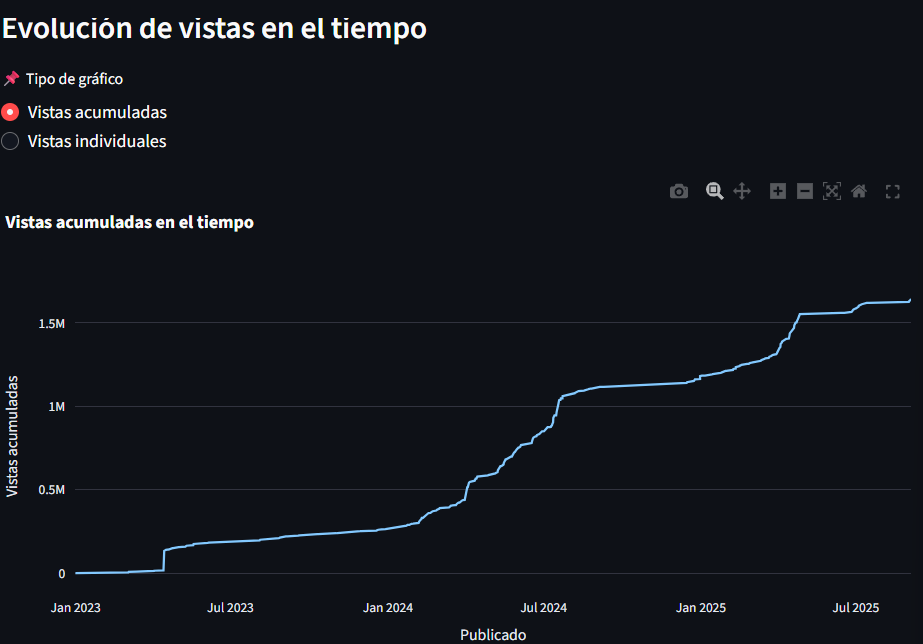 Evolución de vistas en el tiempo
📌 Tipo de gráfico
Vistas acumuladas
Vistas individuales
Vistas acumuladas en el tiempo
1.5M
1M
0.5M
0
Vistas acumuladas
Jan 2023 Jul 2023 Jan 2024 Jul 2024 Jan 2025 Jul 2025
Publicado